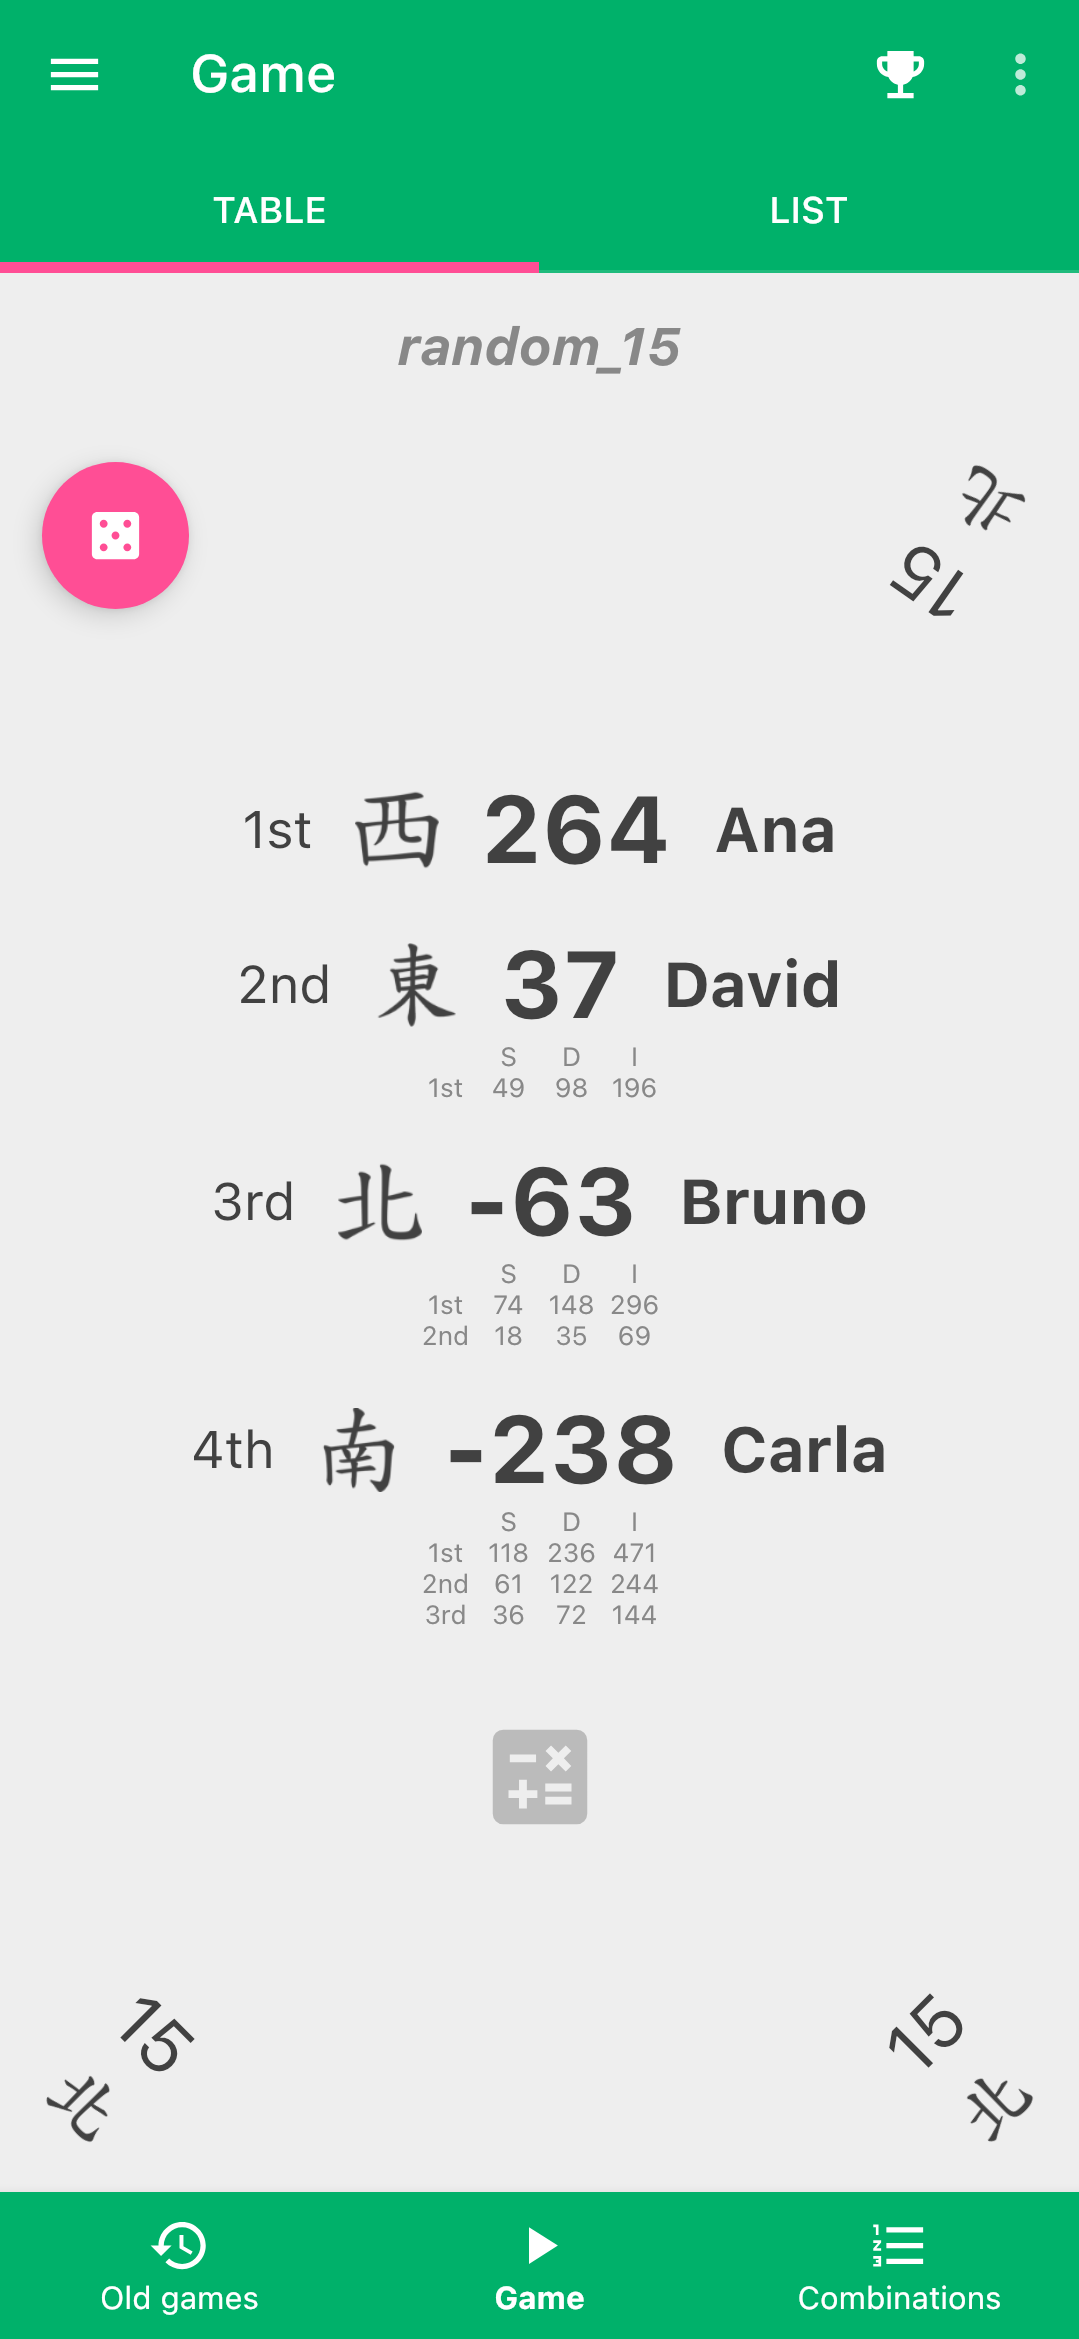 Game
TABLE LIST
random_15
北
15
1st 西 264 Ana
2nd 東 37 David
S D I
1st 49 98 196
3rd 北 -63 Bruno
S D I
1st 74 148 296
2nd 18 35 69
4th 南 -238 Carla
S D I
1st 118 236 471
2nd 61 122 244
3rd 36 72 144
15 15
北 北
Old games Game Combinations